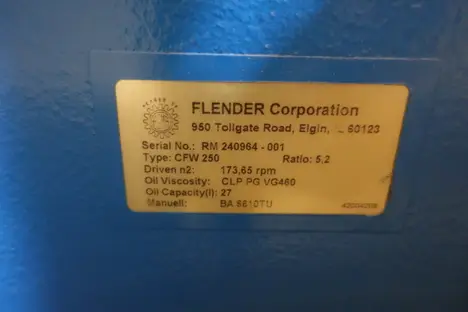 FLENDER Corporation
950 Tollgate Road, Elgin, 60123
Serial No.: RM 240964 - 001
Type: CFW 250 Ratio: 5,2
Driven n2: 173,65 rpm
Oil Viscosity: CLP PG VG460
Oil Capacity(l): 27
Manuell: BA 6610TU